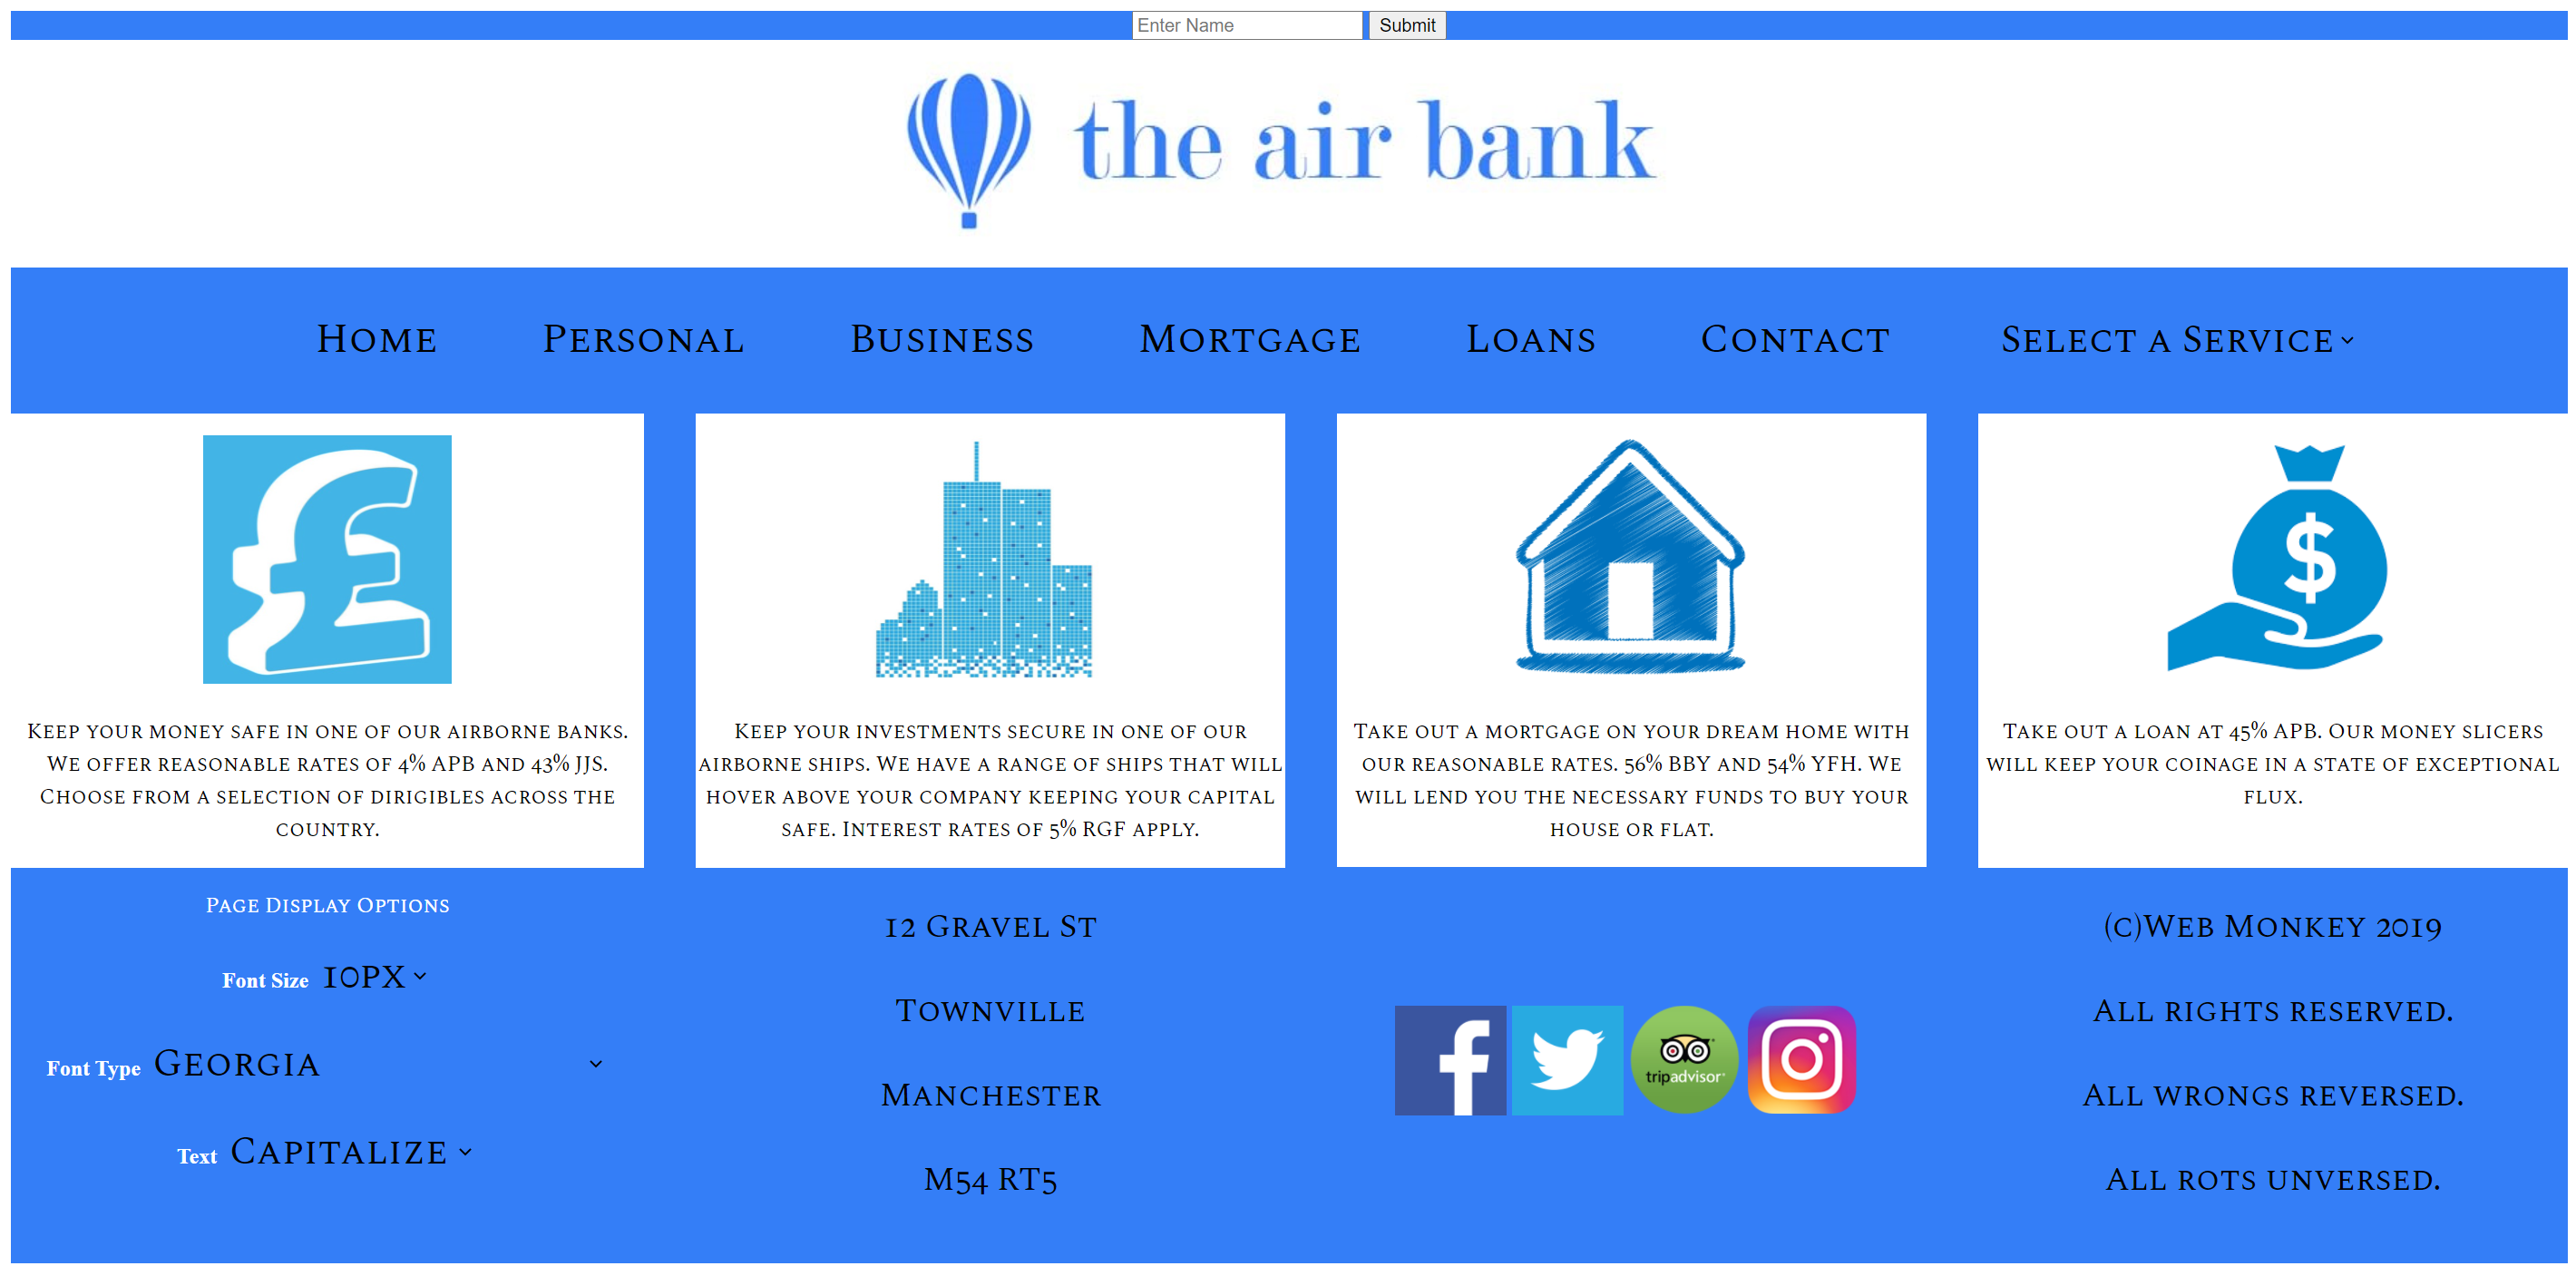 Enter Name Submit
the air bank
Home Personal Business Mortgage Loans Contact Select a Service
£
$
Keep your money safe in one of our airborne banks.
We offer reasonable rates of 4% APB and 43% JJS.
Choose from a selection of dirigibles across the
country.
Keep your investments secure in one of our
airborne ships. We have a range of ships that will
hover above your company keeping your capital
safe. Interest rates of 5% RGF apply.
Take out a mortgage on your dream home with
our reasonable rates. 56% BBY and 54% YFH. We
will lend you the necessary funds to buy your
house or flat.
Take out a loan at 45% APB. Our money slicers
will keep your coinage in a state of exceptional
flux.
Page Display Options
Font Size 10px
Font Type Georgia
Text Capitalize
12 Gravel St
Townville
Manchester
M54 RT5
f
tripadvisor
(c)Web Monkey 2019
All rights reserved.
All wrongs reversed.
All rots unversed.